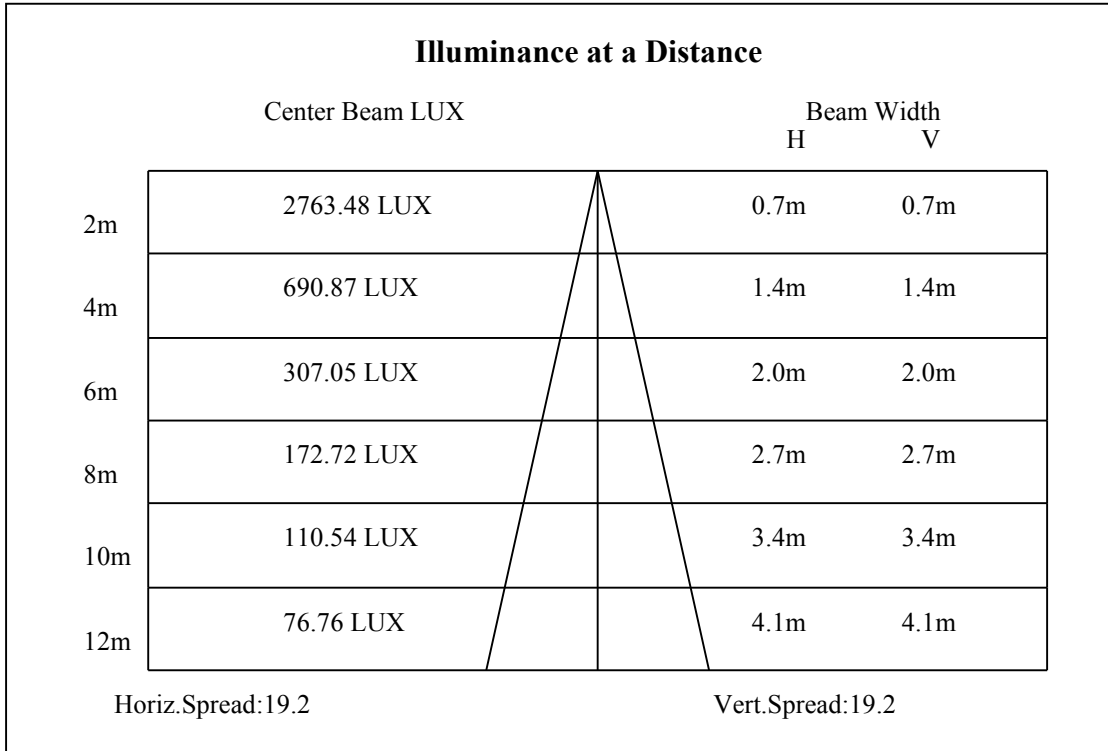 Illuminance at a Distance
Center Beam LUX Beam Width
H V
2m 2763.48 LUX 0.7m 0.7m
4m 690.87 LUX 1.4m 1.4m
6m 307.05 LUX 2.0m 2.0m
8m 172.72 LUX 2.7m 2.7m
10m 110.54 LUX 3.4m 3.4m
12m 76.76 LUX 4.1m 4.1m
Horiz.Spread:19.2 Vert.Spread:19.2